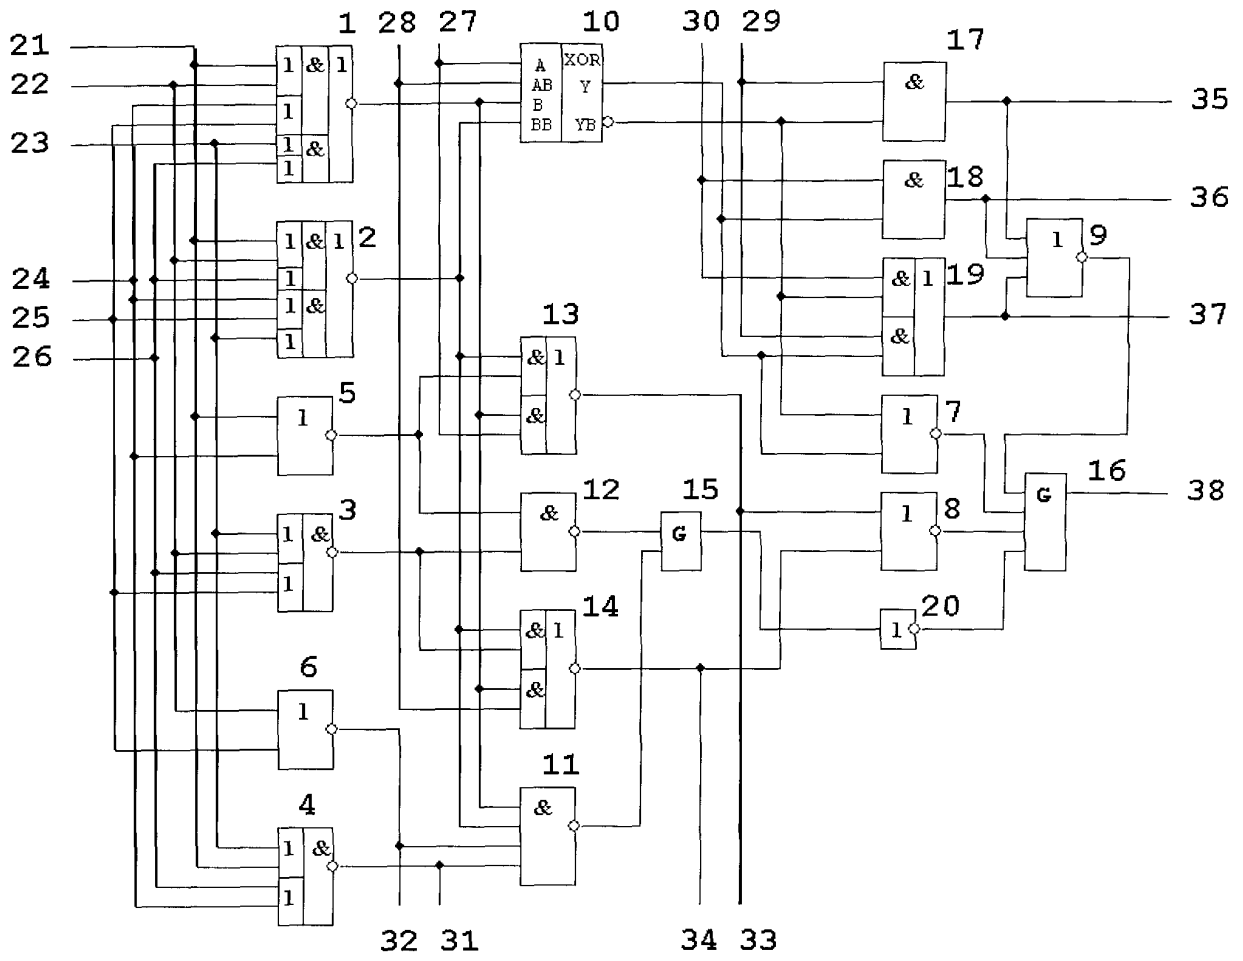 1 28 27 10 30 29
21 17
1 & 1 A XOR &
22 AB Y
1 B 35
23 1 & BB YB
1
& 18
36
1 & 1 2 1 9
24 1 & 1 19
1 &
25 13 & 37
26 1
& 1
5 &
1 1 7
12 15 16
3 & G 1 8 G 38
1 &
1
14 20
& 1 1
6
1 &
11
4 &
1 &
1
32 31 34 33